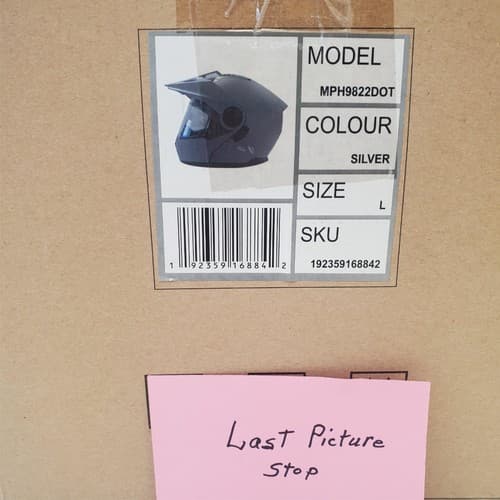 MODEL
MPH9822DOT
COLOUR
SILVER
SIZE
L
SKU
192359168842
1 92359 16884 2
Last Picture
Stop